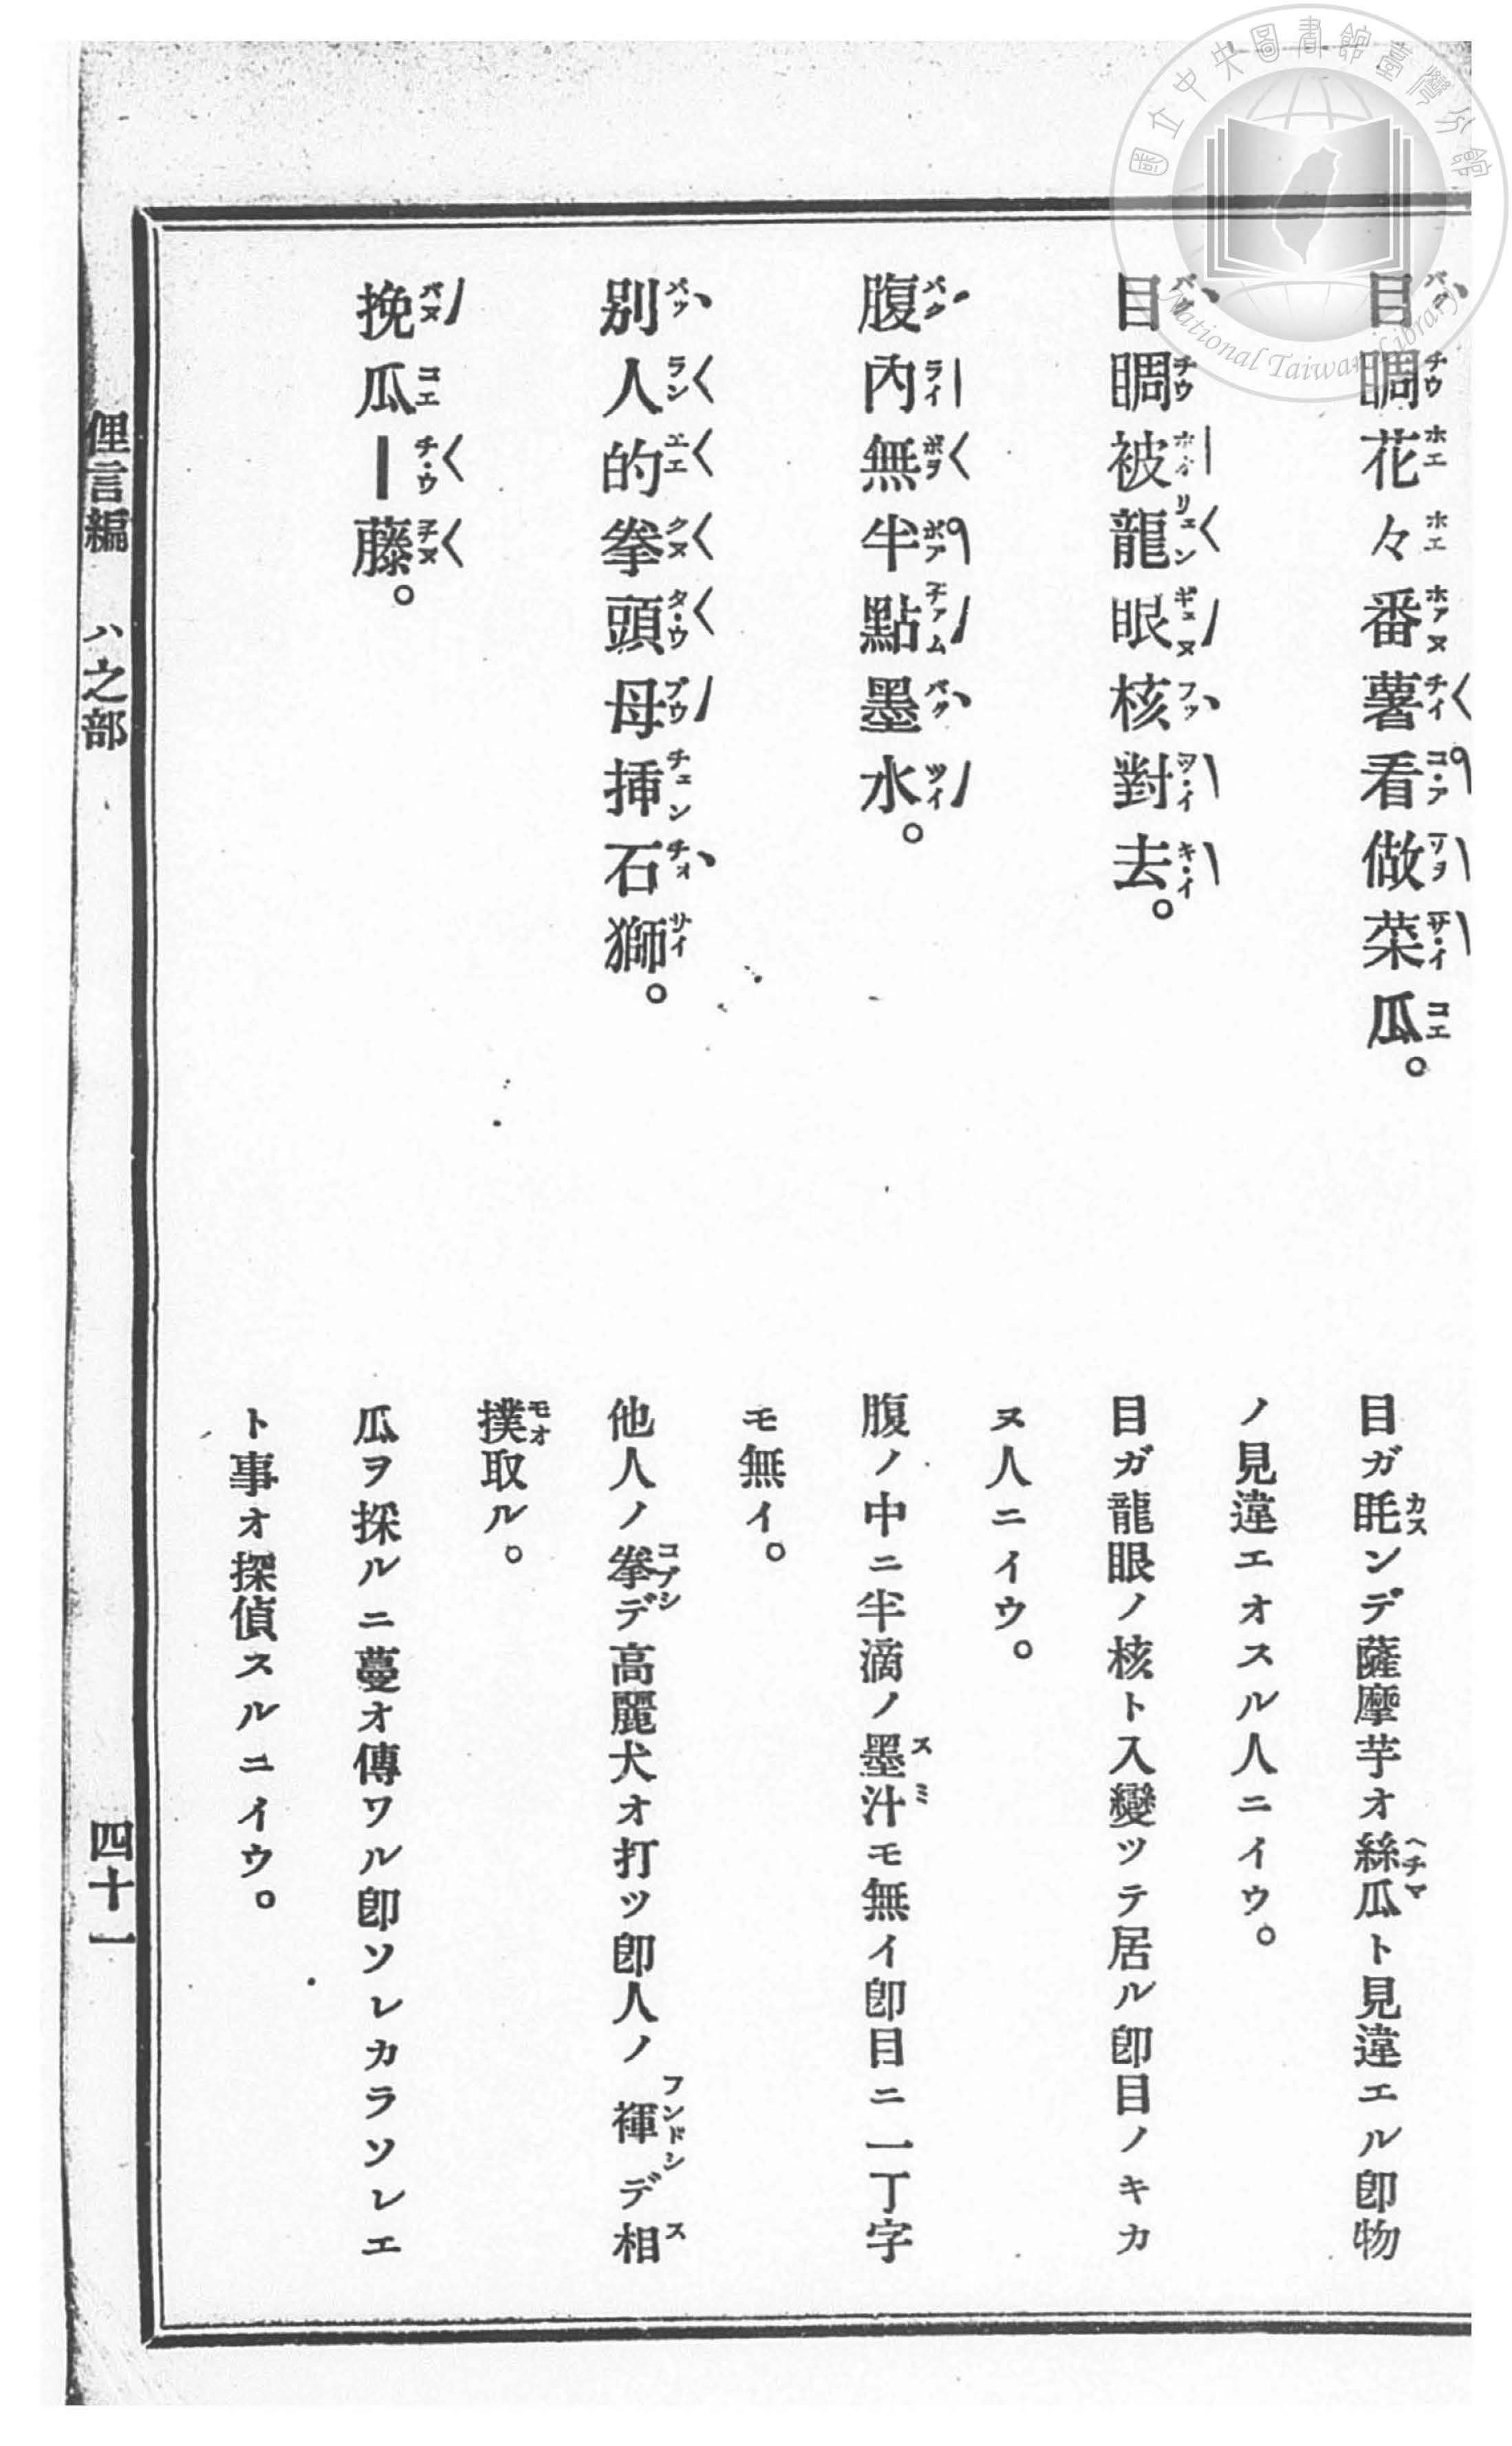 目睭花々番薯看做菜瓜。
目ガ眊ンデ薩摩芋オ絲瓜ト見違エル卽物
ノ見違エオスル人ニイウ。
目睭被龍眼核對去。
目ガ龍眼ノ核ト入變ツテ居ル卽目ノキカ
ヌ人ニイウ。
腹內無半點墨水。
腹ノ中ニ半滴ノ墨汁モ無イ卽目ニ一丁字
モ無イ。
別人的拳頭母揷石獅。
他人ノ拳デ高麗犬オ打ツ卽人ノ褌デ相
撲取ル。
挽瓜ー藤。
瓜ヲ採ルニ蔓オ傳ワル卽ソレカラソレエ
ト事オ探偵スルニイウ。
俚言編 ハ之部 四十一
國立中央圖書館臺灣分館
National Taiwan Library